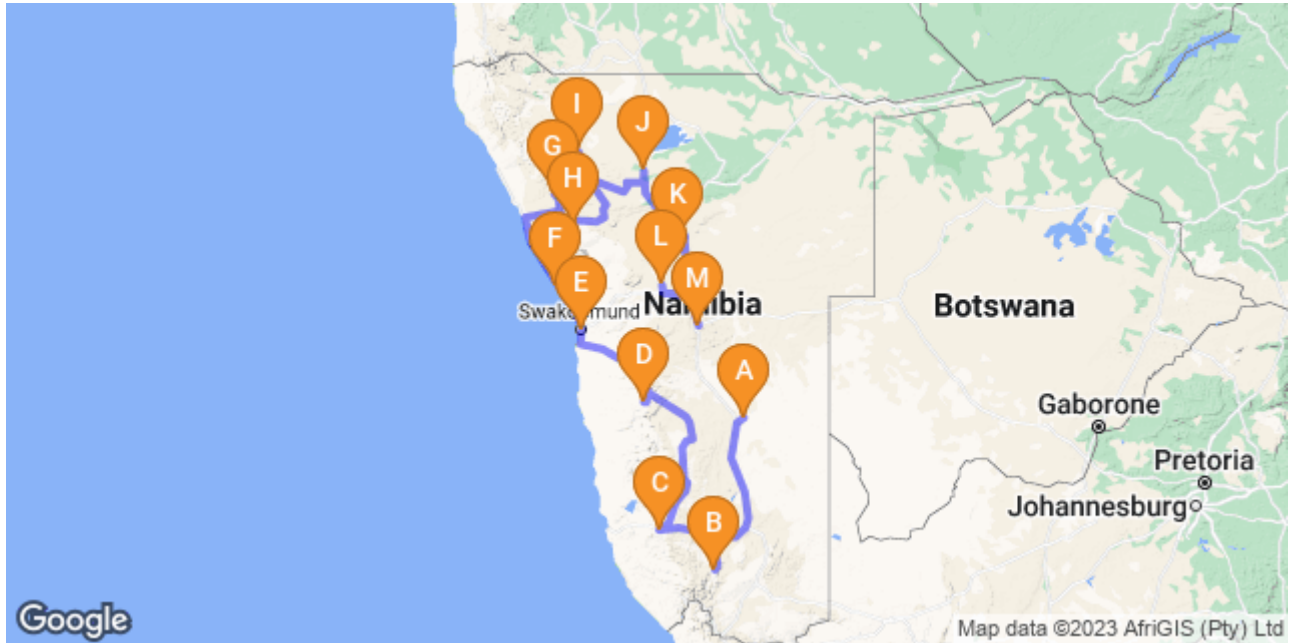 I
J
G
H
K
F
L
E
M
Swakopmund
Namibia
Botswana
D
A
Gaborone
Pretoria
C
Johannesburg
B
Google
Map data ©2023 AfriGIS (Pty) Ltd